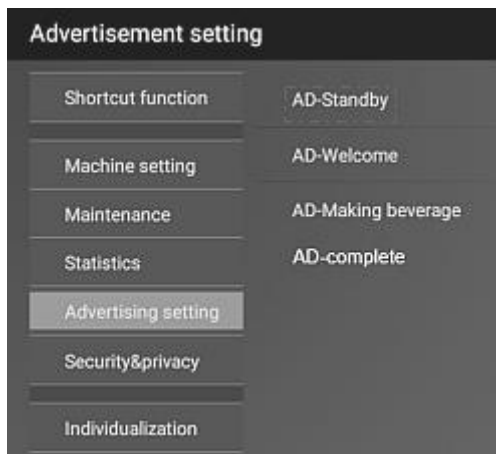 Advertisement setting
Shortcut function
Machine setting
Maintenance
Statistics
Advertising setting
Security&privacy
Individualization
AD-Standby
AD-Welcome
AD-Making beverage
AD-complete